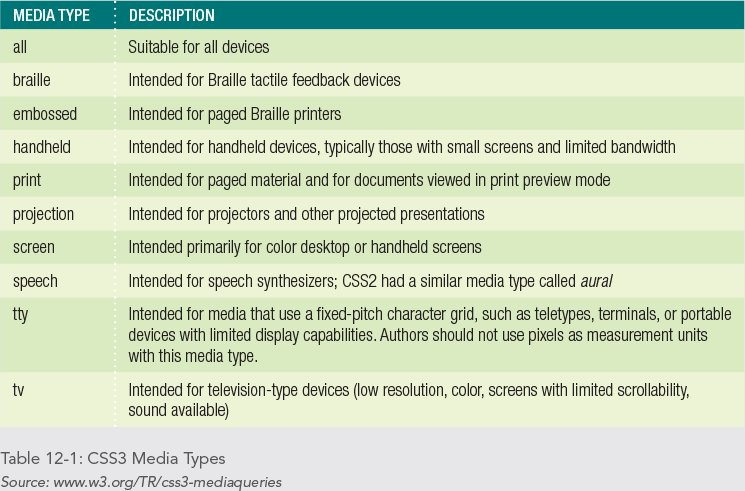 MEDIA TYPE DESCRIPTION
all Suitable for all devices
braille Intended for Braille tactile feedback devices
embossed Intended for paged Braille printers
handheld Intended for handheld devices, typically those with small screens and limited bandwidth
print Intended for paged material and for documents viewed in print preview mode
projection Intended for projectors and other projected presentations
screen Intended primarily for color desktop or handheld screens
speech Intended for speech synthesizers; CSS2 had a similar media type called aural
tty Intended for media that use a fixed-pitch character grid, such as teletypes, terminals, or portable
devices with limited display capabilities. Authors should not use pixels as measurement units
with this media type.
tv Intended for television-type devices (low resolution, color, screens with limited scrollability,
sound available)
Table 12-1: CSS3 Media Types
Source: www.w3.org/TR/css3-mediaqueries